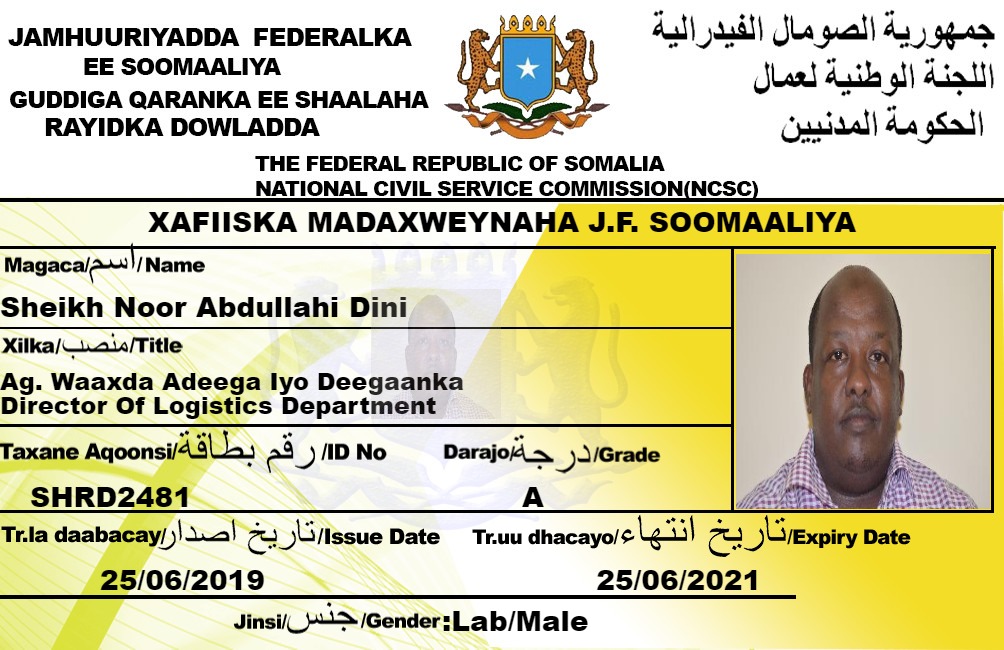 JAMHUURIYADDA FEDERALKA
EE SOOMAALIYA
GUDDIGA QARANKA EE SHAALAHA
RAYIDKA DOWLADDA
جمهورية الصومال الفيدرالية
اللجنة الوطنية لعمال
الحكومة المدنيين
THE FEDERAL REPUBLIC OF SOMALIA
NATIONAL CIVIL SERVICE COMMISSION(NCSC)
XAFIISKA MADAXWEYNAHA J.F. SOOMAALIYA
Magaca/اسم/Name
Sheikh Noor Abdullahi Dini
Xilka/منصب/Title
Ag. Waaxda Adeega Iyo Deegaanka
Director Of Logistics Department
Taxane Aqoonsi/رقم بطاقة/ID No Darajo/درجة/Grade
SHRD2481 A
Tr.la daabacay/تاريخ اصدار/Issue Date Tr.uu dhacayo/تاريخ انتهاء/Expiry Date
25/06/2019 25/06/2021
Jinsi/جنس/Gender:Lab/Male